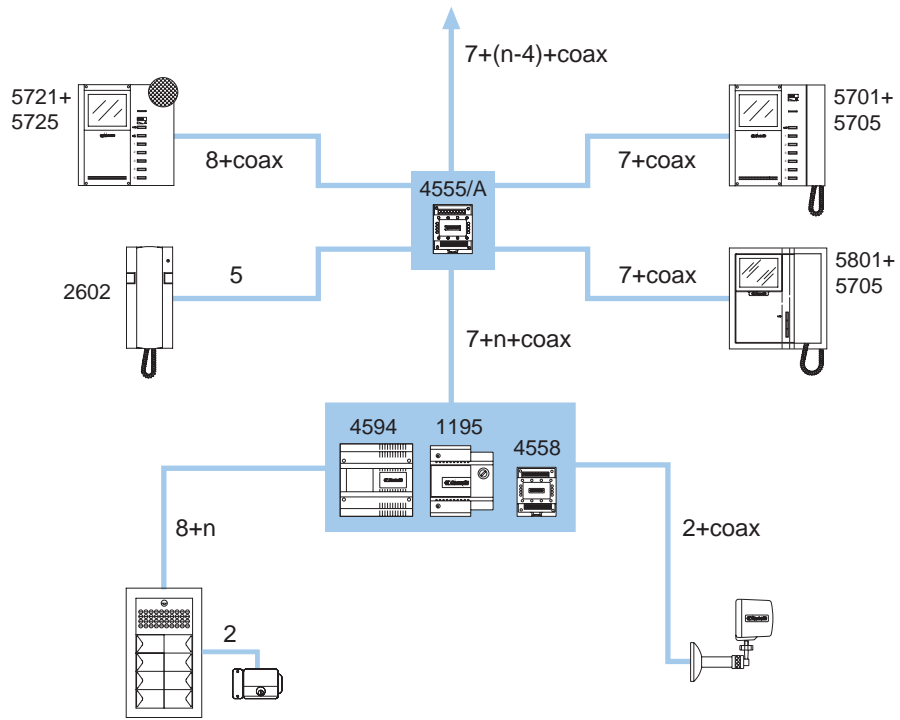 7+(n-4)+coax
5721+
5725
5701+
5705
8+coax
7+coax
4555/A
2602
5
7+coax
5801+
5705
7+n+coax
4594
1195
4558
8+n
2+coax
2